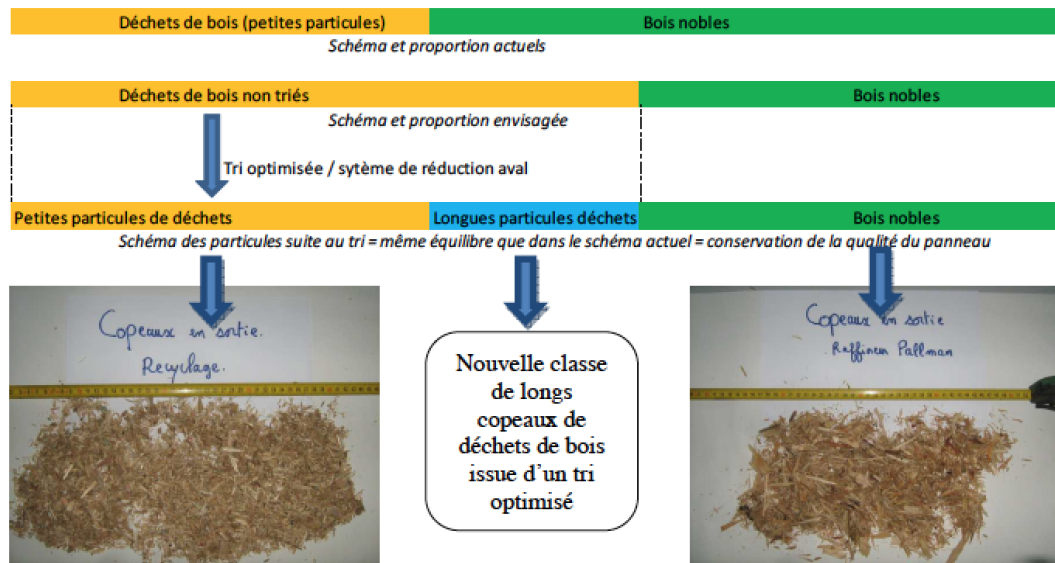 Déchets de bois (petites particules) Bois nobles
Schéma et proportion actuels
Déchets de bois non triés Bois nobles
Schéma et proportion envisagée
Tri optimisée / sytème de réduction aval
Petites particules de déchets Longues particules déchets Bois nobles
Schéma des particules suite au tri = même équilibre que dans le schéma actuel = conservation de la qualité du panneau
Copeaux en sortie.
Recyclage.
Nouvelle classe
de longs
copeaux de
déchets de bois
issue d'un tri
optimisé
Copeaux en sortie
Raffineur Pallman